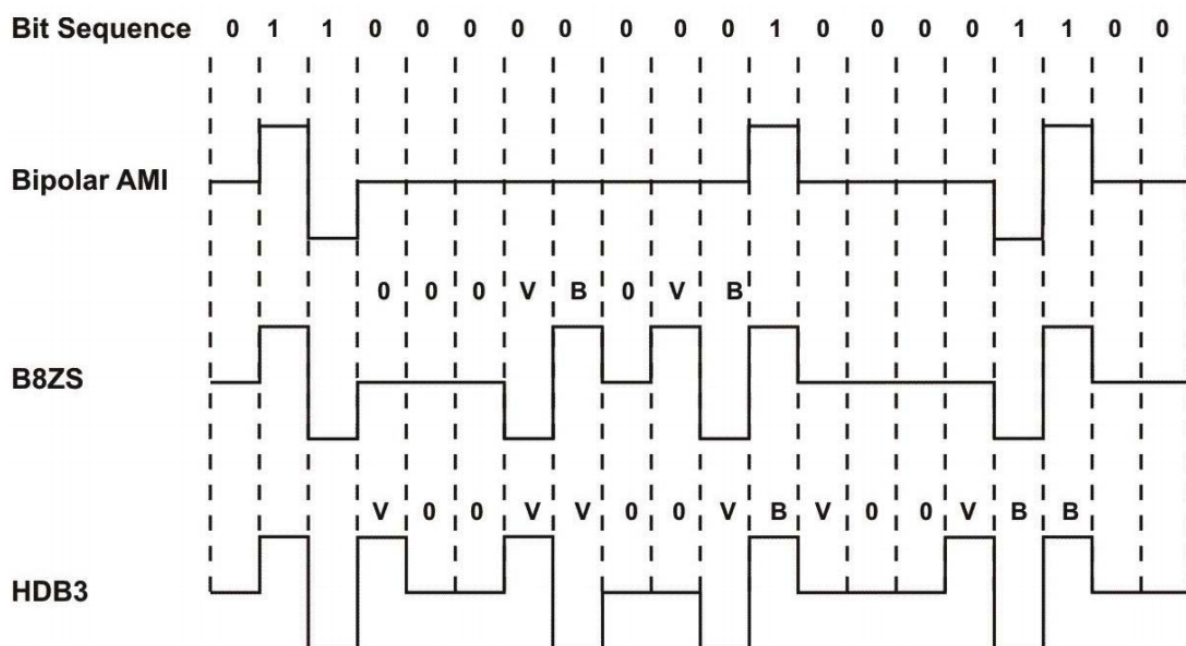 Bit Sequence 0 1 1 0 0 0 0 0 0 0 0 1 0 0 0 0 1 1 0 0
Bipolar AMI
0 0 0 V B 0 V B
B8ZS
V 0 0 V V 0 0 V B V 0 0 V B B
HDB3